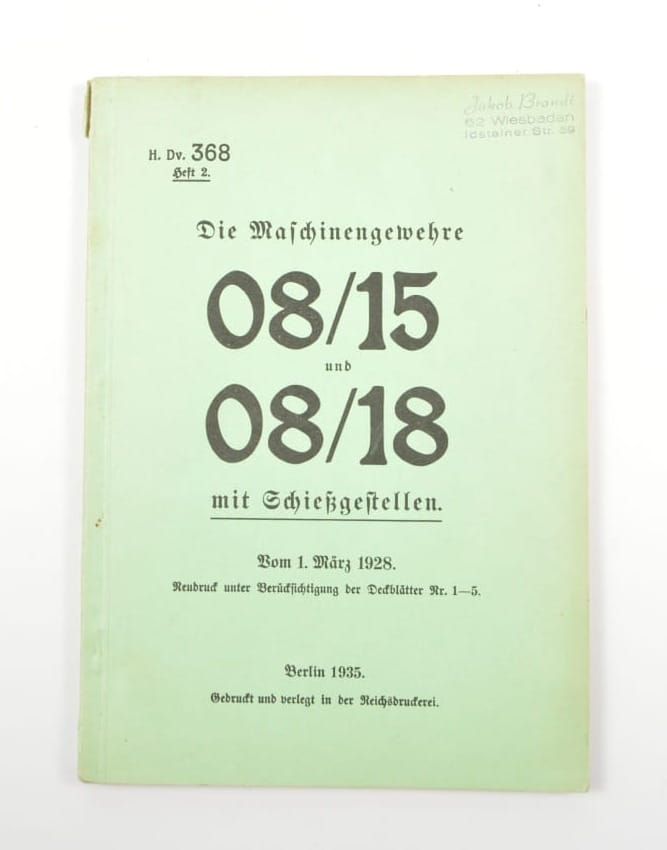 Jakob Brandt
62 Wiesbaden
Idsteiner Str. 39
H. Dv. 368
Heft 2.
Die Maschinengewehre
08/15
und
08/18
mit Schießgestellen.
Vom 1. März 1928.
Neudruck unter Berücksichtigung der Deckblätter Nr. 1—5.
Berlin 1935.
Gedruckt und verlegt in der Reichsdruckerei.